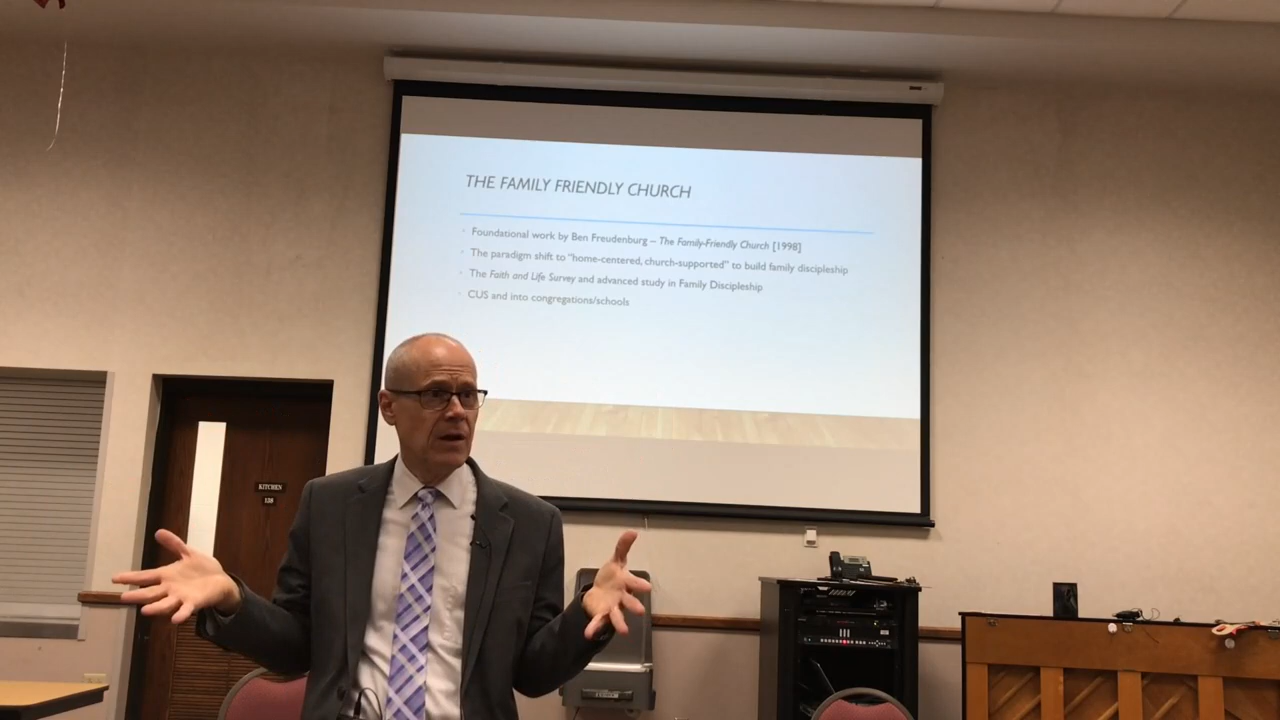 THE FAMILY FRIENDLY CHURCH
Foundational work by Ben Freudenburg – The Family-Friendly Church [1998]
The paradigm shift to "home-centered, church-supported" to build family discipleship
The Faith and Life Survey and advanced study in Family Discipleship
CUS and into congregations/schools
KITCHEN
138